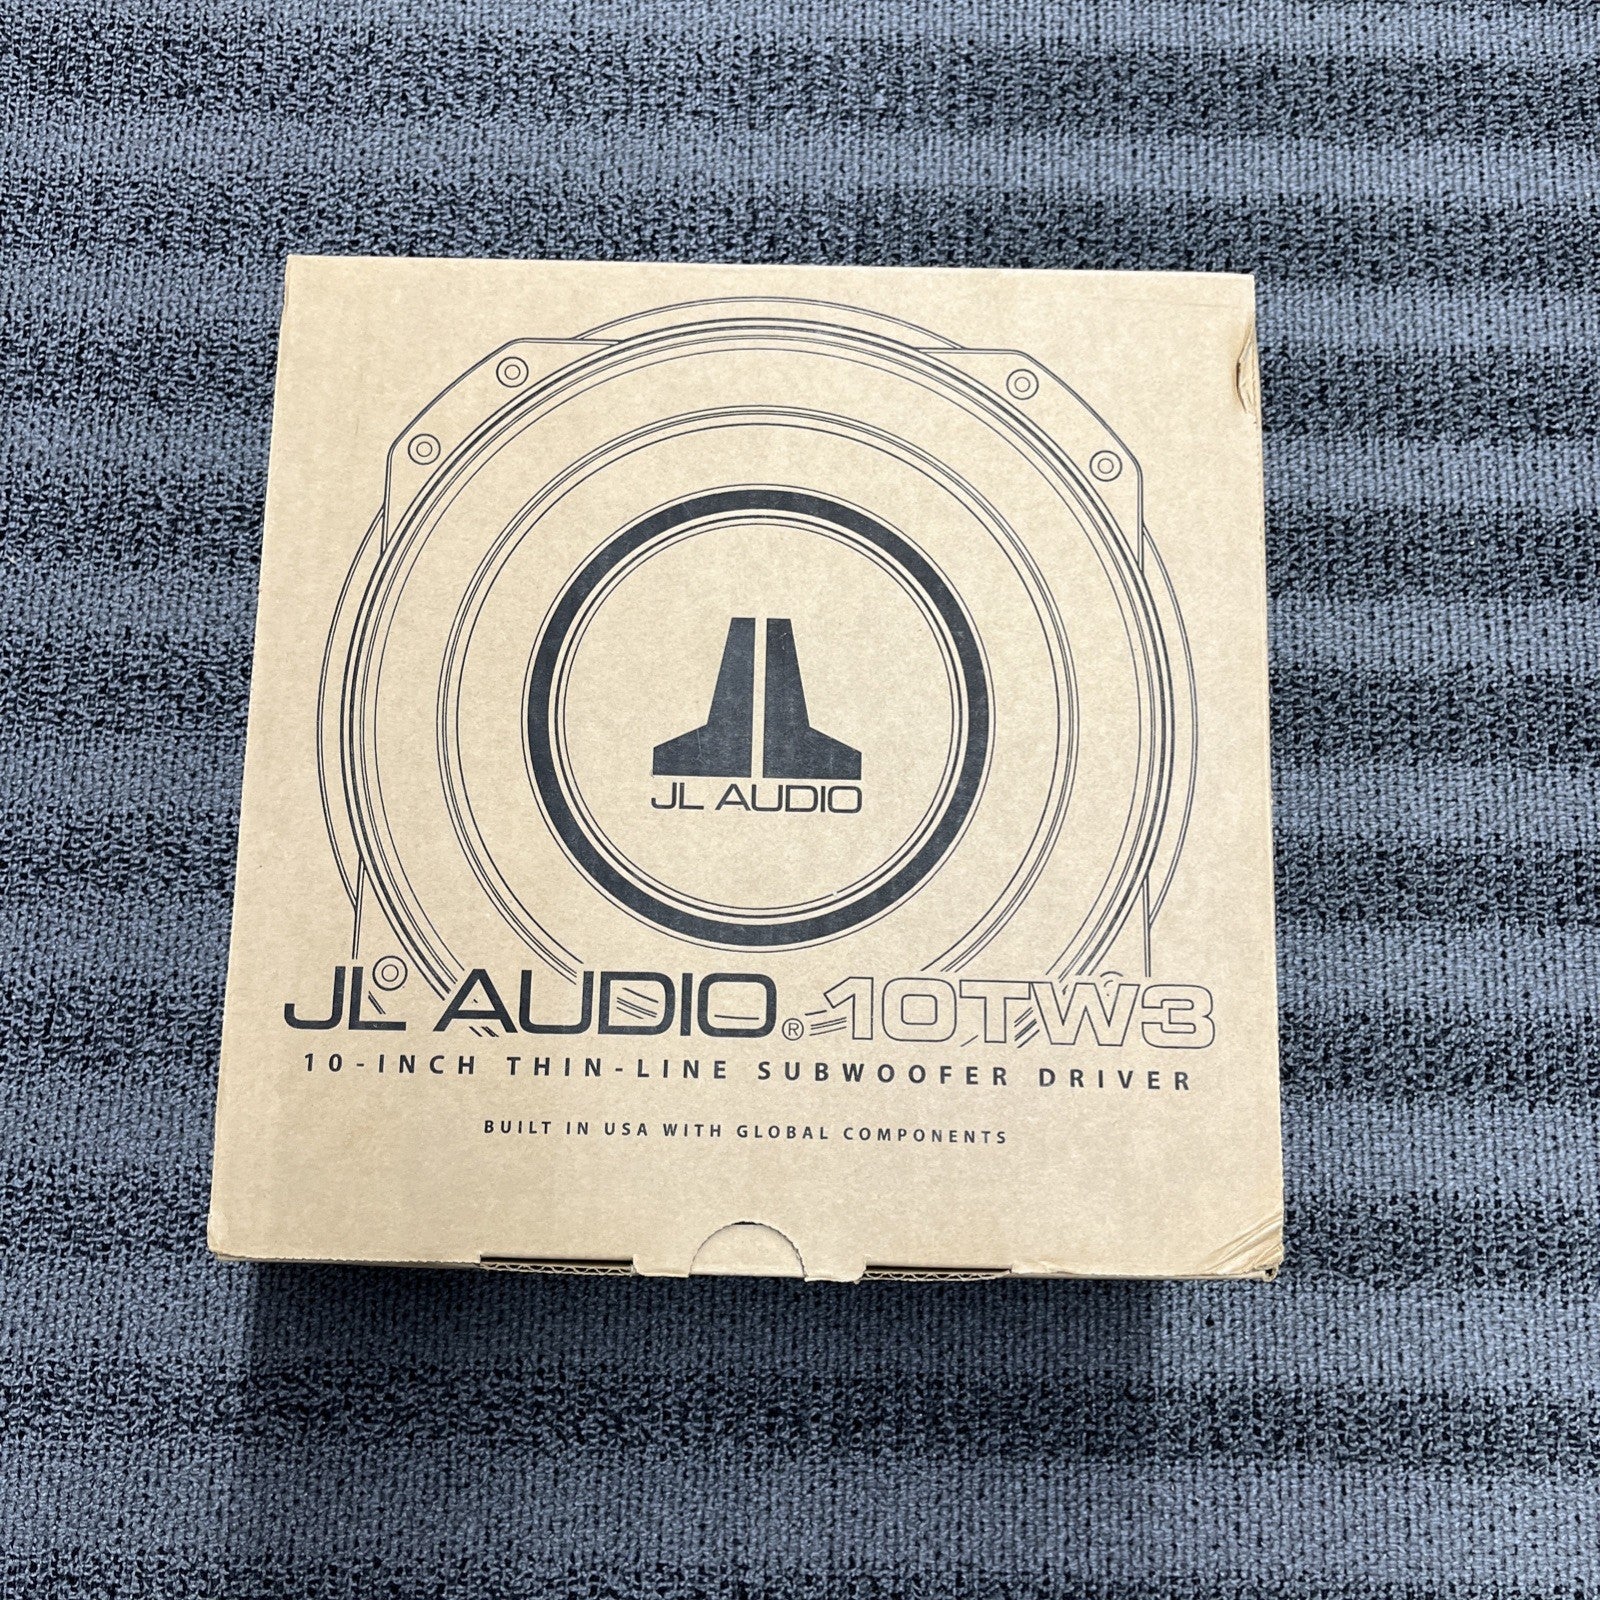 JL AUDIO
JL AUDIO® 10TW3
10-INCH THIN-LINE SUBWOOFER DRIVER
BUILT IN USA WITH GLOBAL COMPONENTS